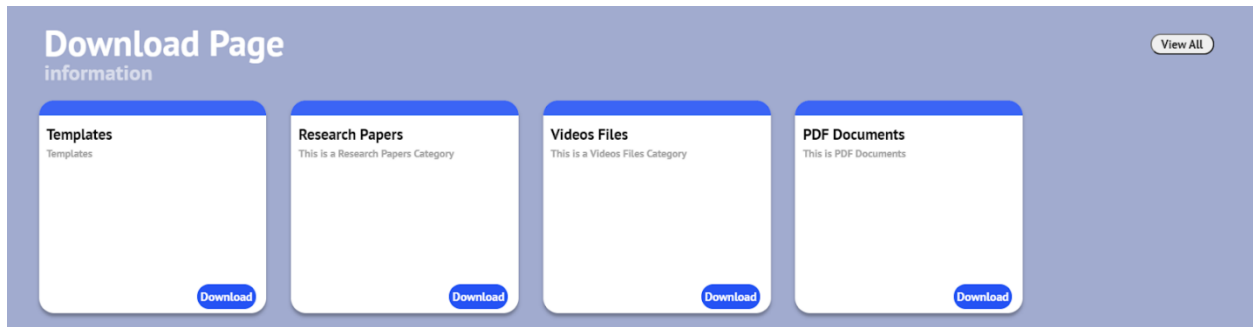 Download Page
View All
information
Templates
Templates
Download
Research Papers
This is a Research Papers Category
Download
Videos Files
This is a Videos Files Category
Download
PDF Documents
This is PDF Documents
Download